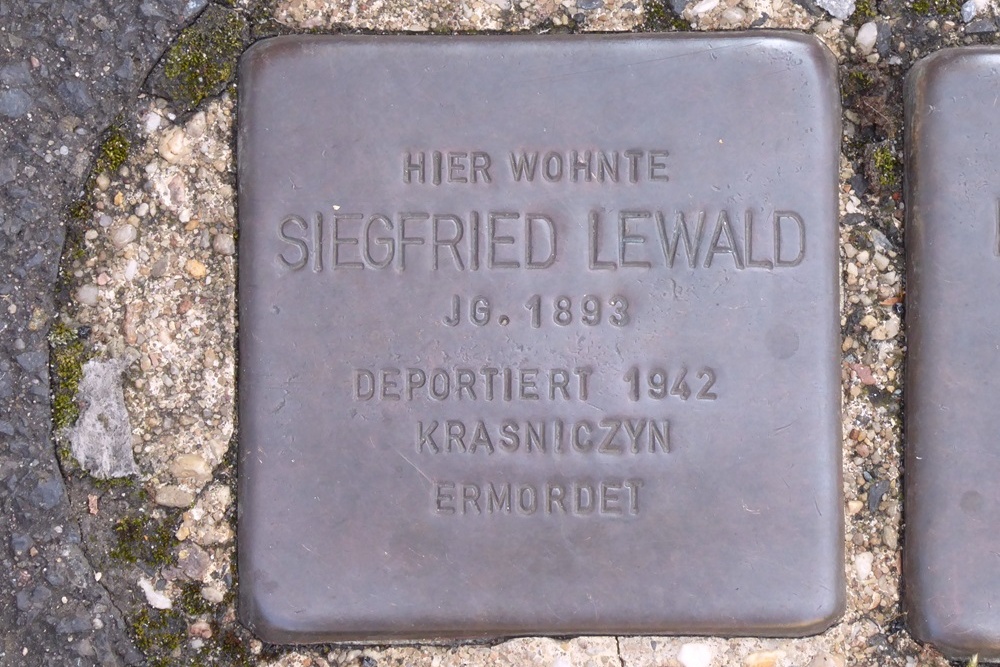 HIER WOHNTE
SIEGFRIED LEWALD
JG. 1893
DEPORTIERT 1942
KRASNICZYN
ERMORDET